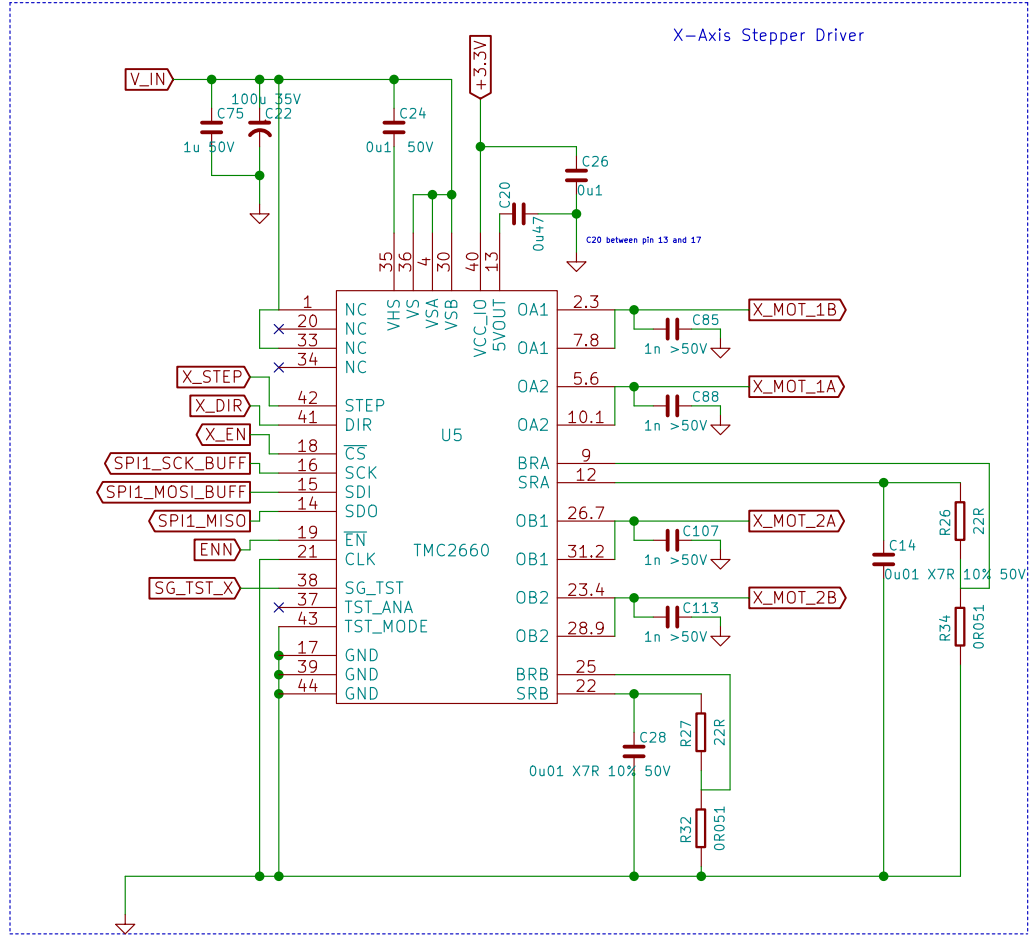 X-Axis Stepper Driver
V_IN
+3.3V
100u 35V
C75
C22
1u 50V
C24
0u1 50V
C26
0u1
C20
0u47
C20 between pin 13 and 17
35
36
4
30
40
13
VHS
VS
VSA
VSB
VCC_IO
5VOUT
1
NC
20
NC
33
NC
34
NC
X_STEP
42
STEP
X_DIR
41
DIR
X_EN
18
CS
SPI1_SCK_BUFF
16
SCK
SPI1_MOSI_BUFF
15
SDI
SPI1_MISO
14
SDO
ENN
19
EN
21
CLK
SG_TST_X
38
SG_TST
37
TST_ANA
43
TST_MODE
17
GND
39
GND
44
GND
U5
TMC2660
OA1
2.3
X_MOT_1B
C85
OA1
7.8
1n >50V
OA2
5.6
X_MOT_1A
C88
OA2
10.1
1n >50V
BRA
9
SRA
12
OB1
26.7
X_MOT_2A
C107
OB1
31.2
1n >50V
OB2
23.4
X_MOT_2B
C113
OB2
28.9
1n >50V
BRB
25
SRB
22
R26
22R
C14
0u01 X7R 10% 50V
R34
0R051
R27
22R
C28
0u01 X7R 10% 50V
R32
0R051